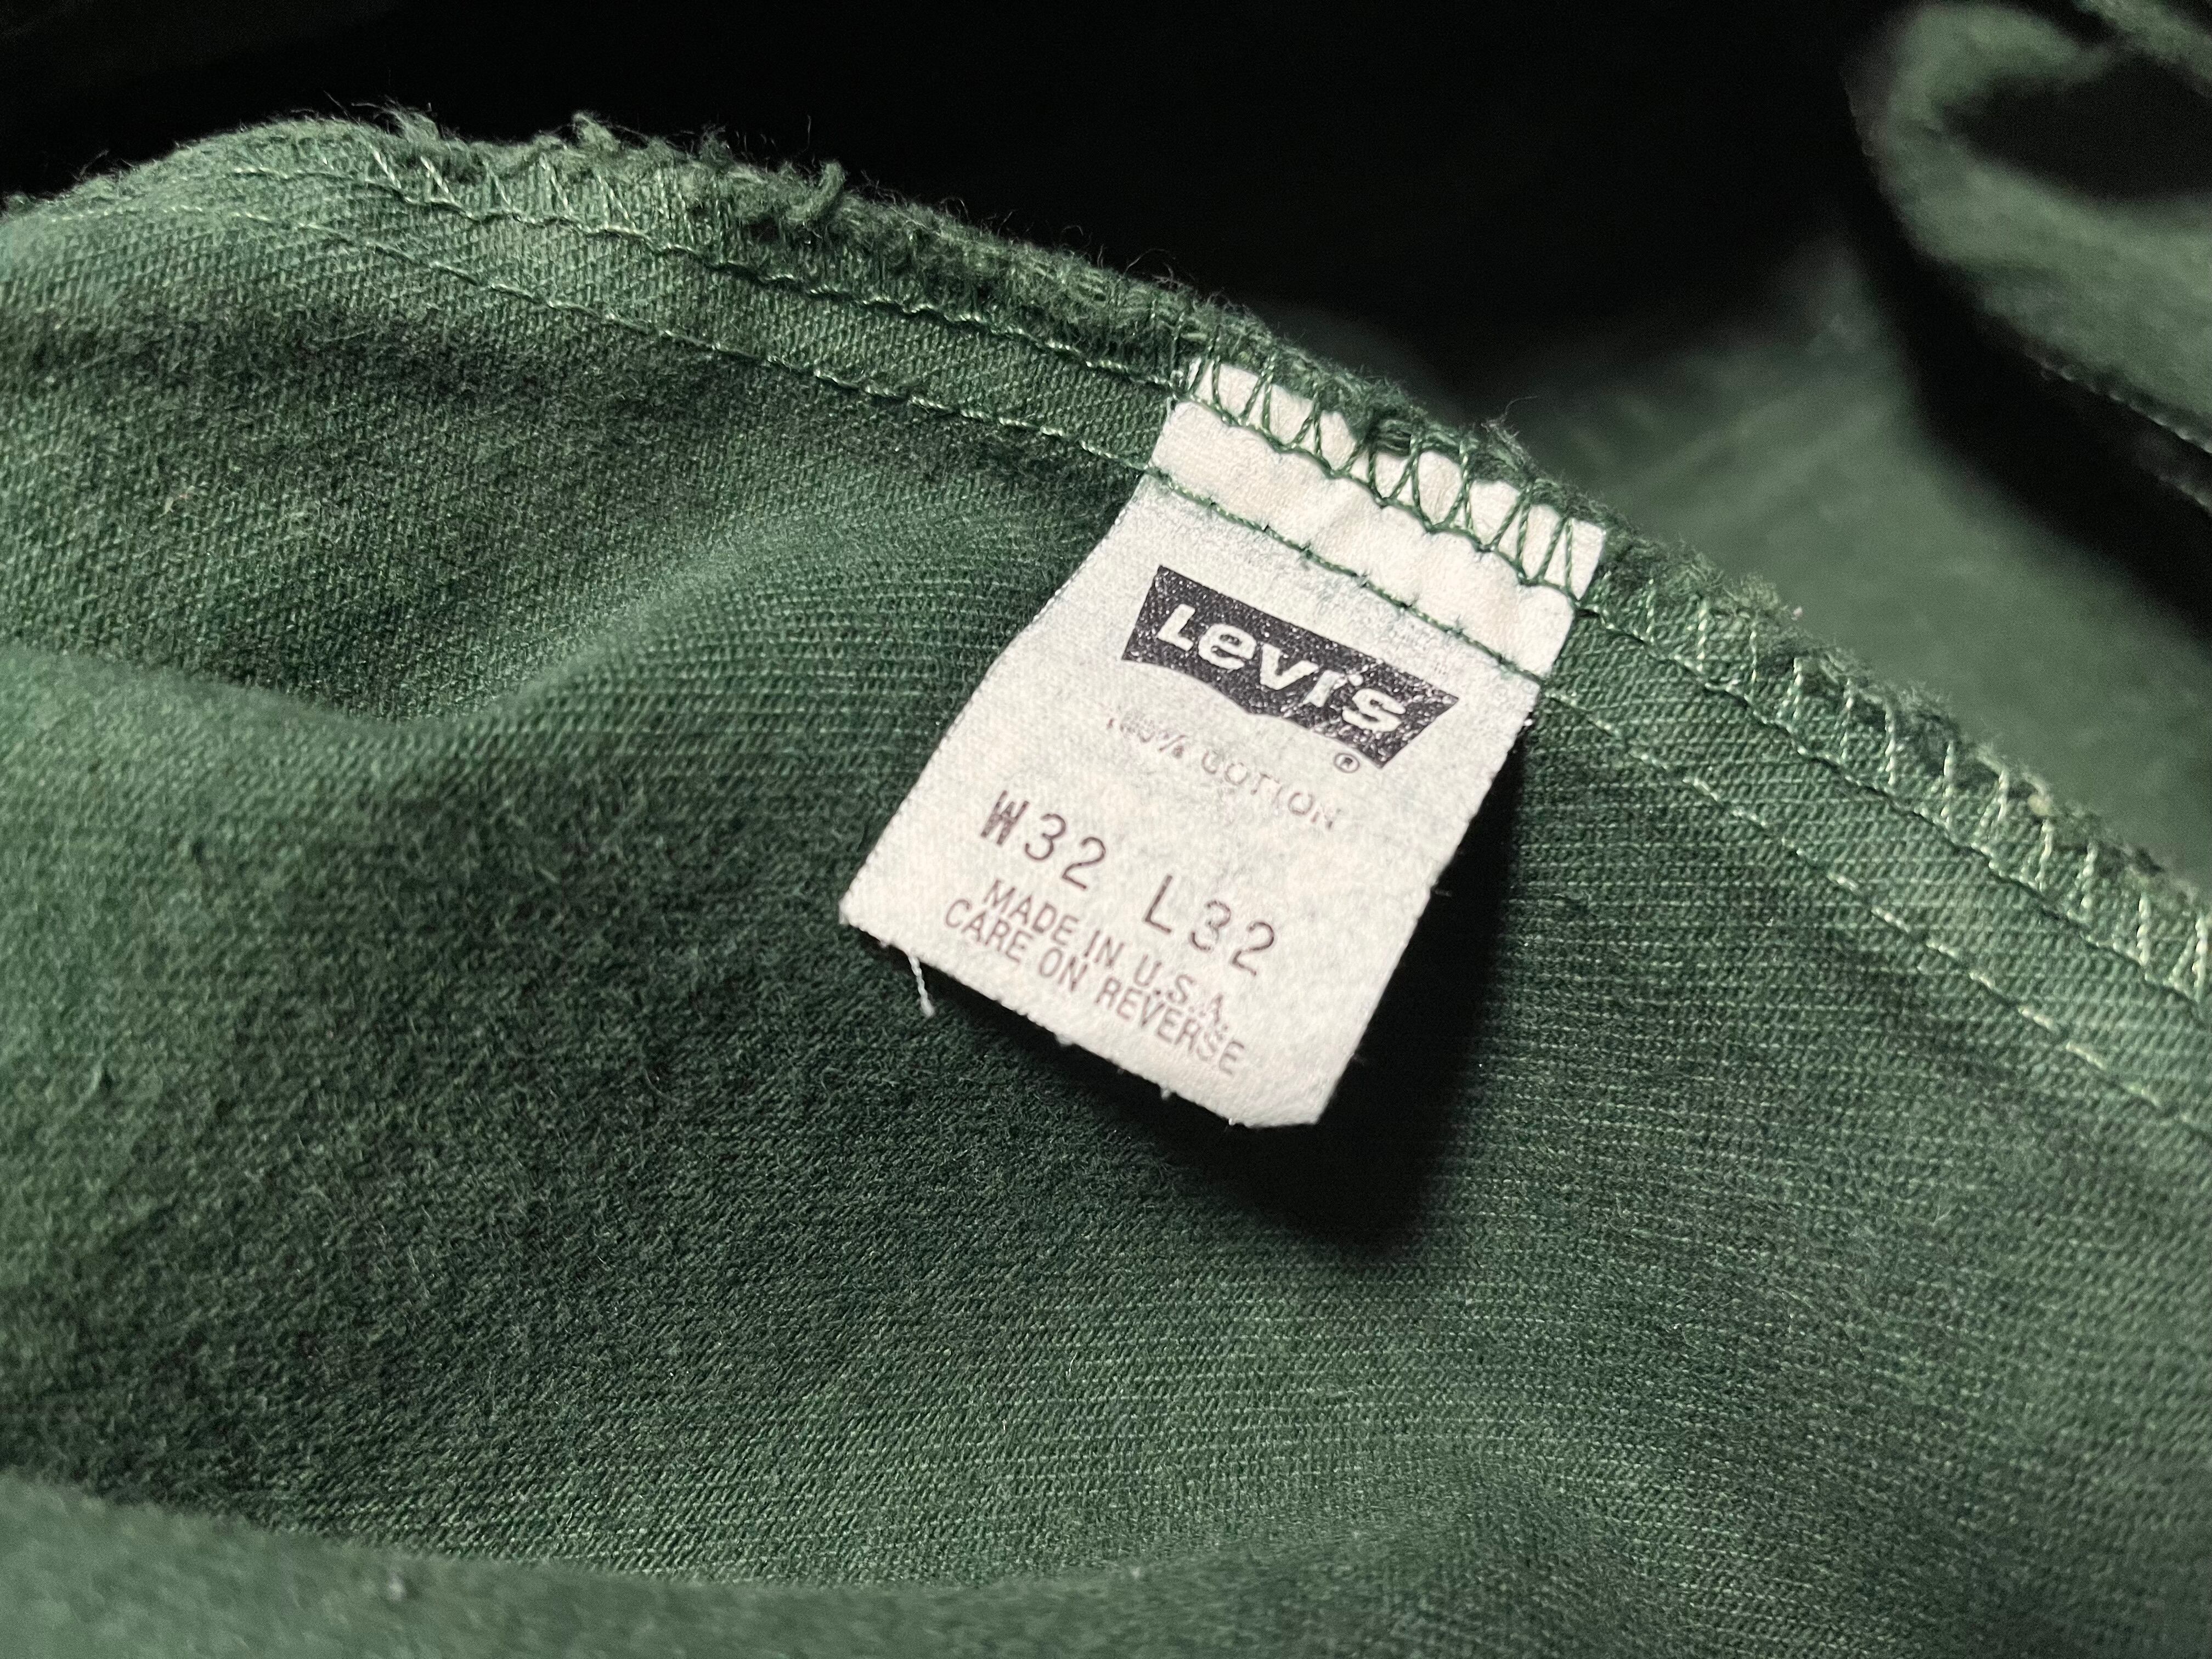 Levi's
®
100% COTTON
W32 L32
MADE IN U.S.A.
CARE ON REVERSE